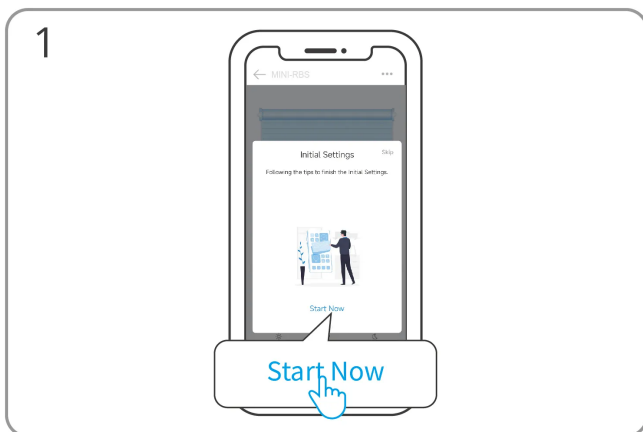 1
MINI-RBS
Initial Settings
Skip
Following the tips to finish the Initial Settings.
Start Now
Start Now